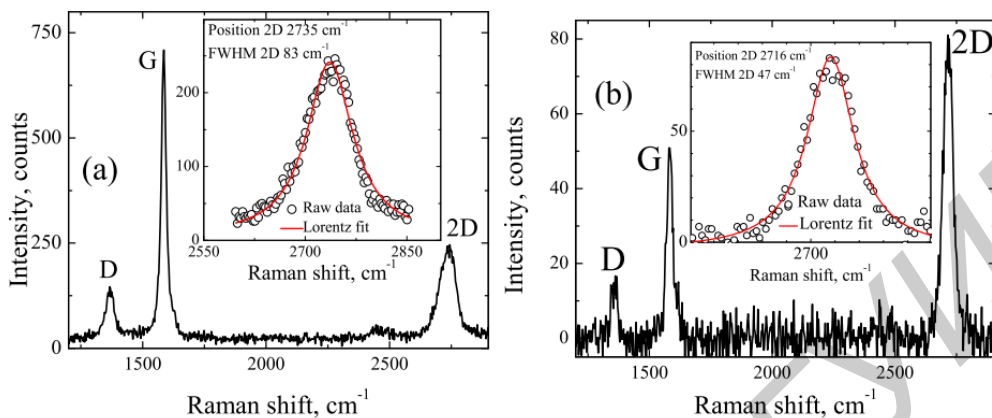 750
500
250
0
Intensity, counts
1500
2000
2500
Raman shift, cm-1
(a)
D
G
2D
Position 2D 2735 cm-1
FWHM 2D 83 cm-1
200
100
0
2550
2700
2850
Raman shift, cm-1
Raw data
Lorentz fit
80
60
40
20
0
Intensity, counts
1500
2000
2500
Raman shift, cm-1
(b)
D
G
2D
Position 2D 2716 cm-1
FWHM 2D 47 cm-1
50
0
2700
Raman shift, cm-1
Raw data
Lorentz fit